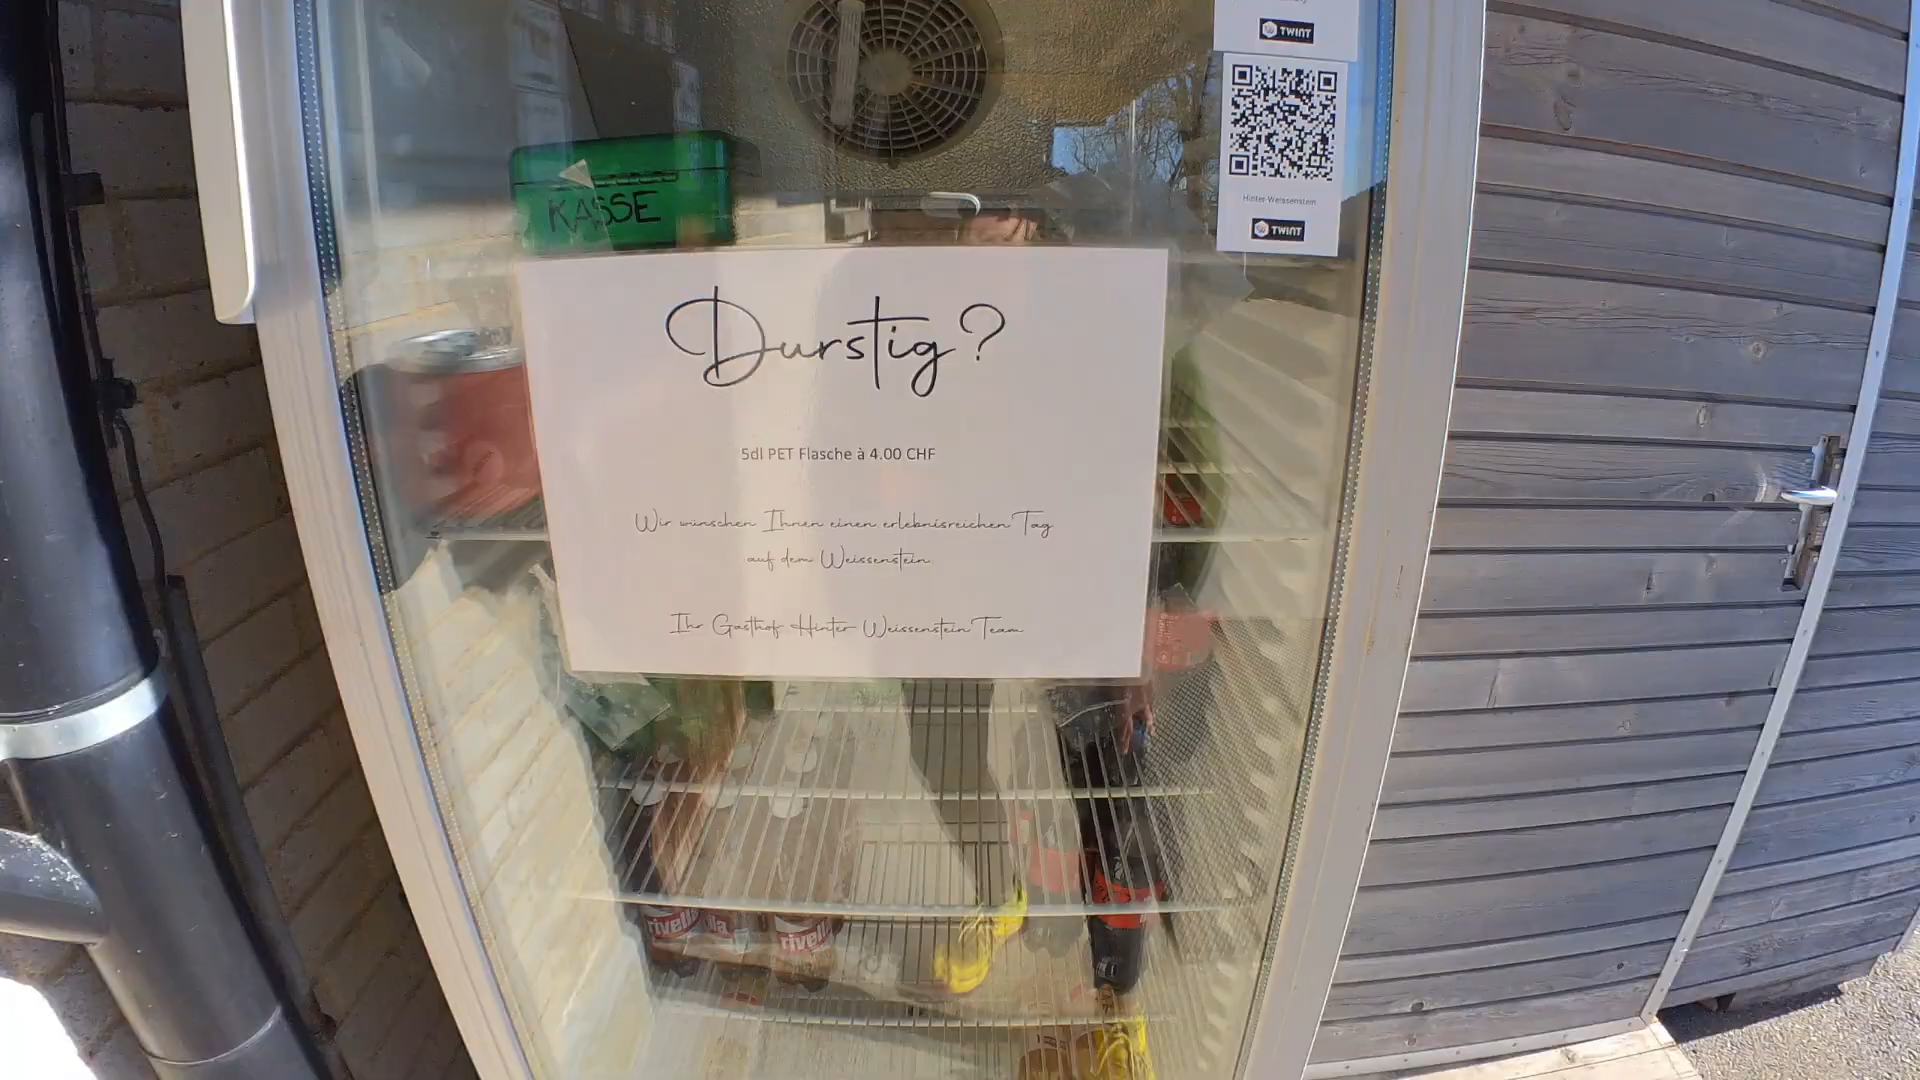 TWINT
Hinter-Weissenstein
TWINT
KASSE
Durstig?
5dl PET Flasche à 4.00 CHF
Wir wünschen Ihnen einen erlebnisreichen Tag
auf dem Weissenstein
Ihr Gasthof Hinter Weissenstein Team
rivella
rivella